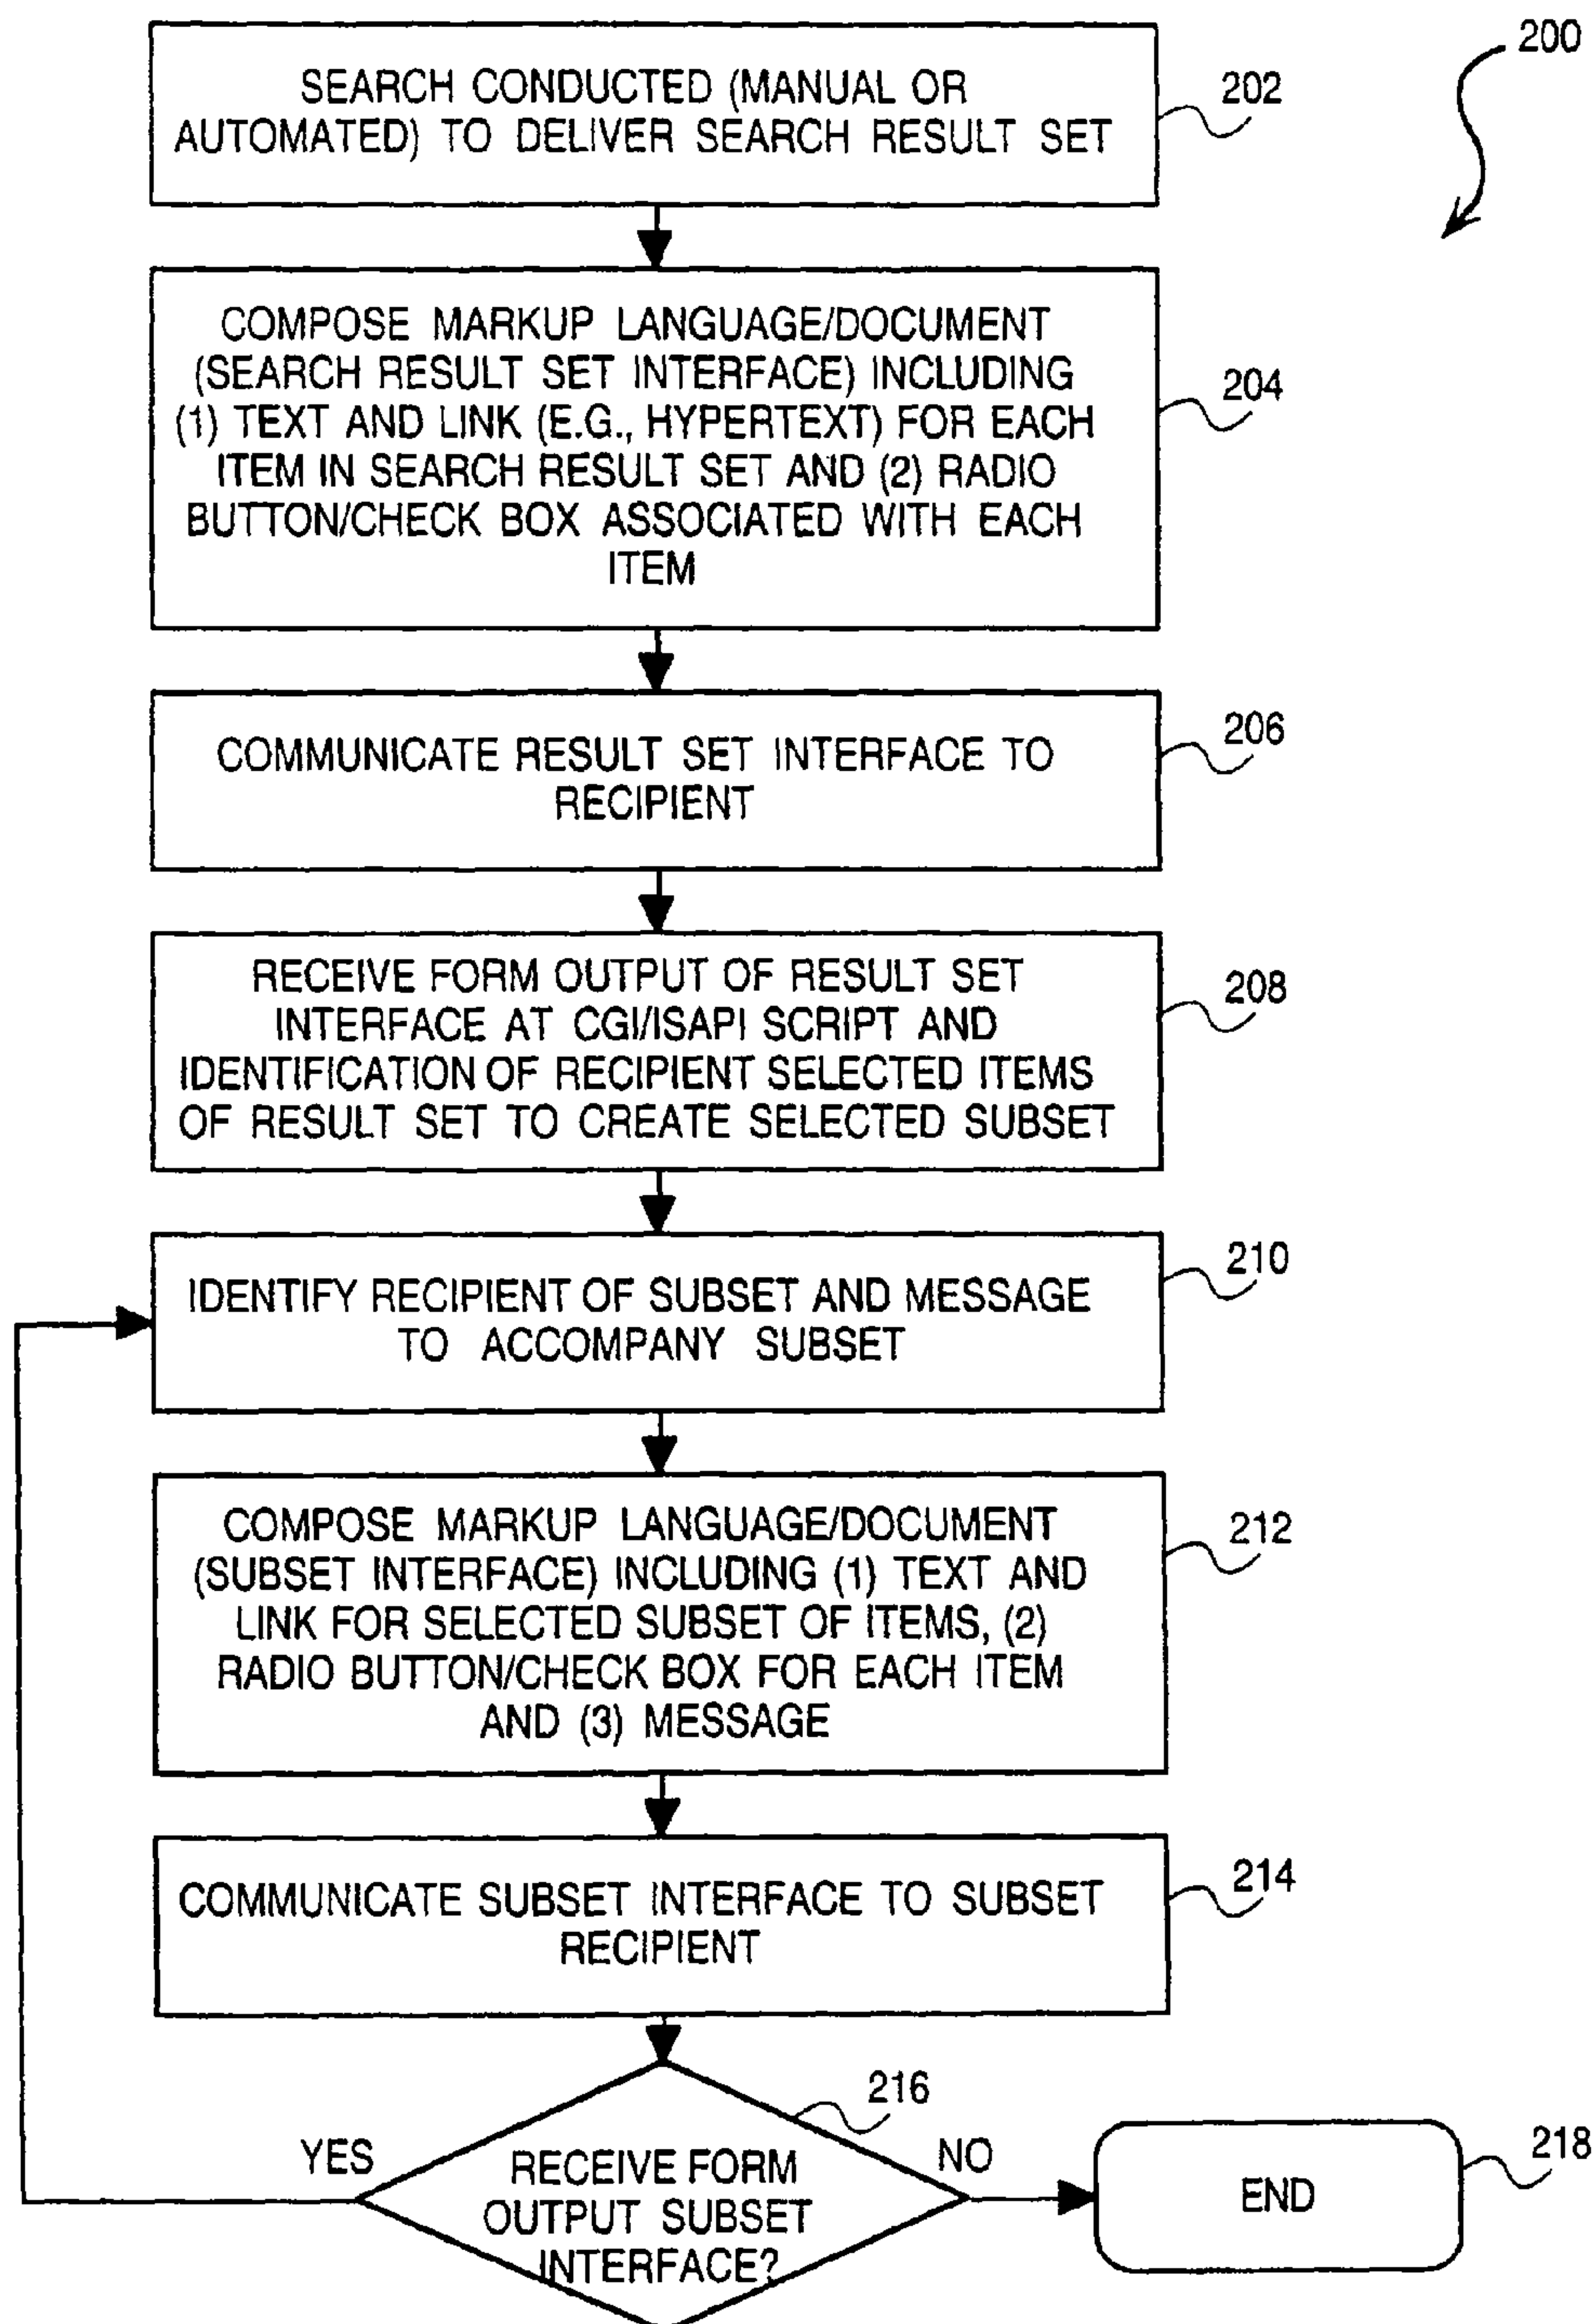 200
SEARCH CONDUCTED (MANUAL OR
AUTOMATED) TO DELIVER SEARCH RESULT SET
202
COMPOSE MARKUP LANGUAGE/DOCUMENT
(SEARCH RESULT SET INTERFACE) INCLUDING
(1) TEXT AND LINK (E.G., HYPERTEXT) FOR EACH
ITEM IN SEARCH RESULT SET AND (2) RADIO
BUTTON/CHECK BOX ASSOCIATED WITH EACH
ITEM
204
COMMUNICATE RESULT SET INTERFACE TO
RECIPIENT
206
RECEIVE FORM OUTPUT OF RESULT SET
INTERFACE AT CGI/ISAPI SCRIPT AND
IDENTIFICATION OF RECIPIENT SELECTED ITEMS
OF RESULT SET TO CREATE SELECTED SUBSET
208
IDENTIFY RECIPIENT OF SUBSET AND MESSAGE
TO ACCOMPANY SUBSET
210
COMPOSE MARKUP LANGUAGE/DOCUMENT
(SUBSET INTERFACE) INCLUDING (1) TEXT AND
LINK FOR SELECTED SUBSET OF ITEMS, (2)
RADIO BUTTON/CHECK BOX FOR EACH ITEM
AND (3) MESSAGE
212
COMMUNICATE SUBSET INTERFACE TO SUBSET
RECIPIENT
214
216
YES
RECEIVE FORM
OUTPUT SUBSET
INTERFACE?
NO
END
218